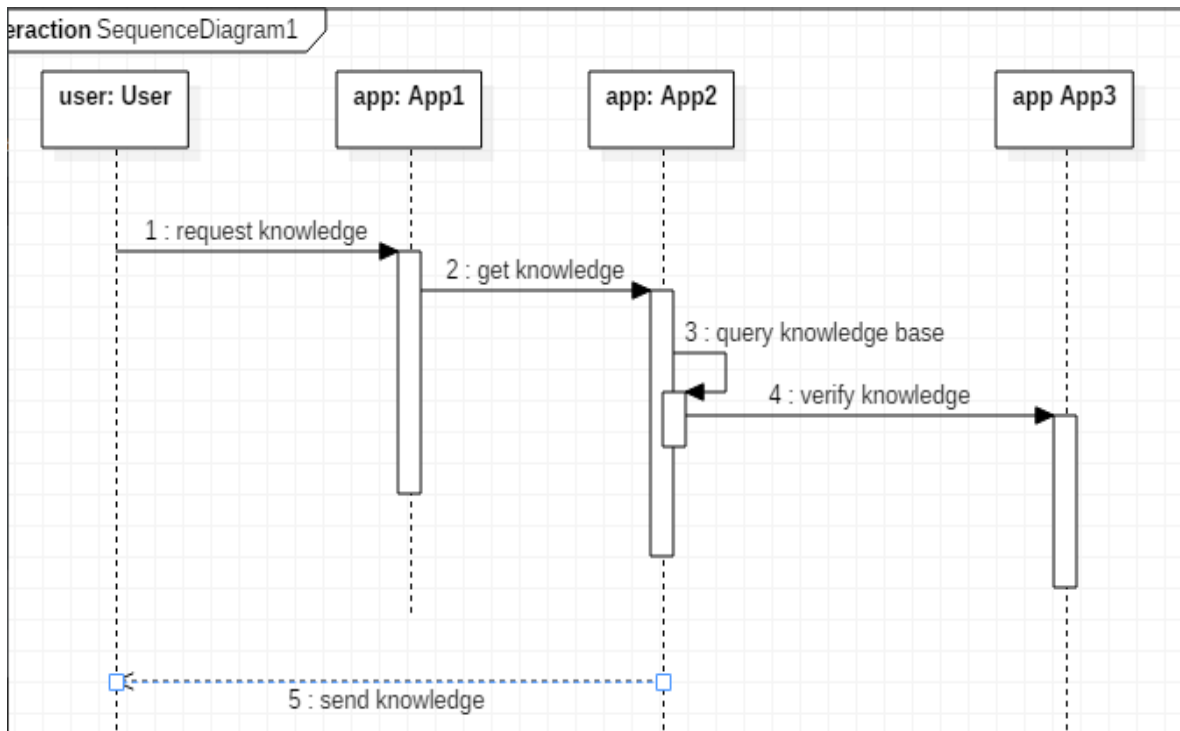 eraction SequenceDiagram1
user: User
app: App1
app: App2
app App3
1 : request knowledge
2 : get knowledge
3 : query knowledge base
4 : verify knowledge
5 : send knowledge